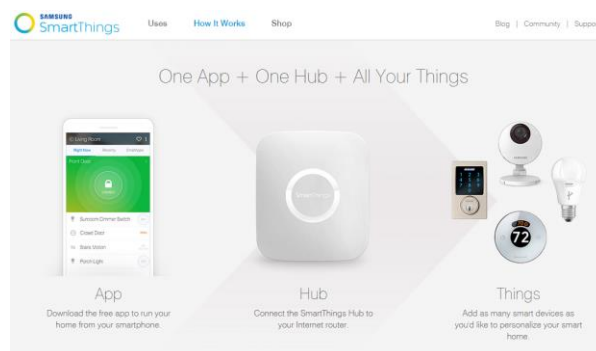 SAMSUNG
SmartThings
Uses
How It Works
Shop
Blog | Community | Suppo
One App + One Hub + All Your Things
Living Room
Right Now
Front Door
SmartThings
Sunroom Dimmer Switch
Closet Door
Stairs Motion
Porch Light
72
App
Hub
Things
Download the free app to run your
home from your smartphone.
Connect the SmartThings Hub to
your Internet router.
Add as many smart devices as
you'd like to personalize your smart
home.